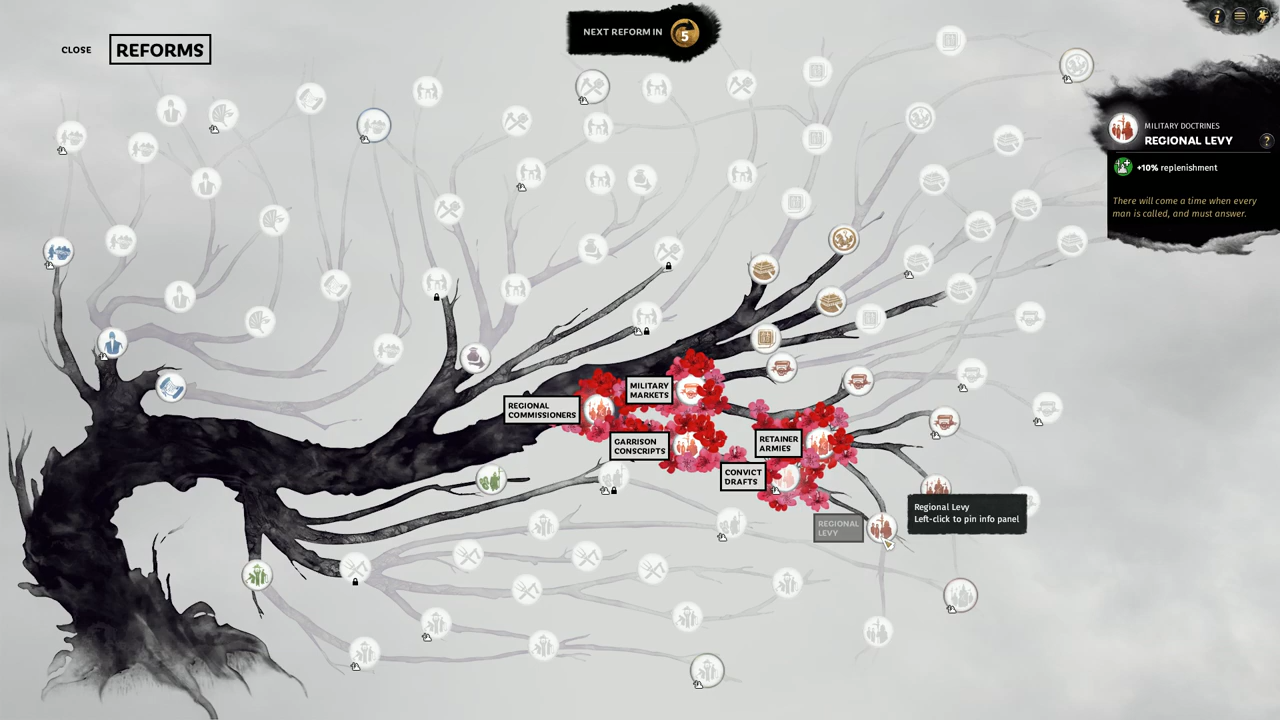 CLOSE
REFORMS
NEXT REFORM IN
5
MILITARY DOCTRINES
REGIONAL LEVY
?
+10% replenishment
There will come a time when every
man is called, and must answer.
MILITARY
MARKETS
REGIONAL
COMMISSIONERS
GARRISON
CONSCRIPTS
RETAINER
ARMIES
CONVICT
DRAFTS
REGIONAL
LEVY
Regional Levy
Left-click to pin info panel